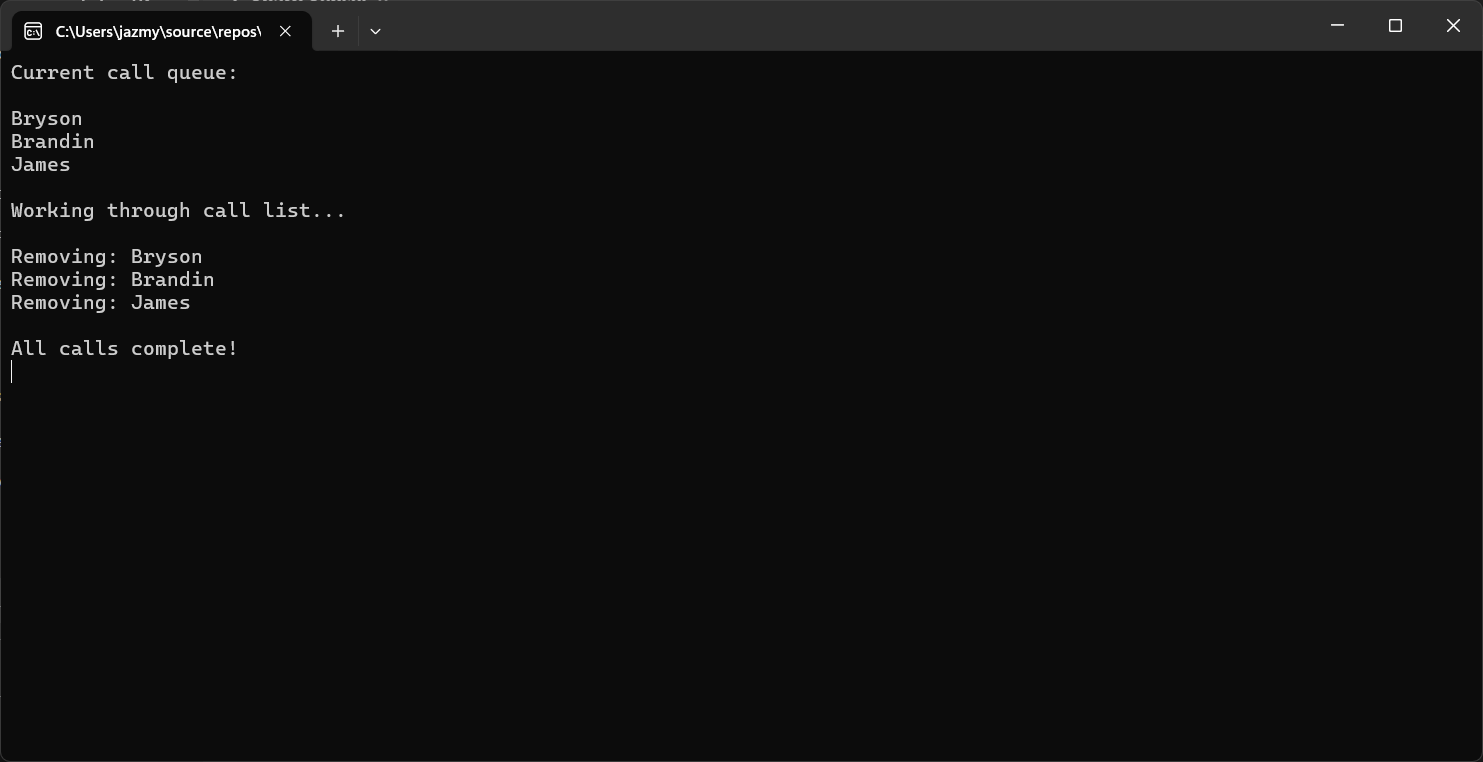 C:\Users\jazmy\source\repos\
Current call queue:
Bryson
Brandin
James
Working through call list...
Removing: Bryson
Removing: Brandin
Removing: James
All calls complete!